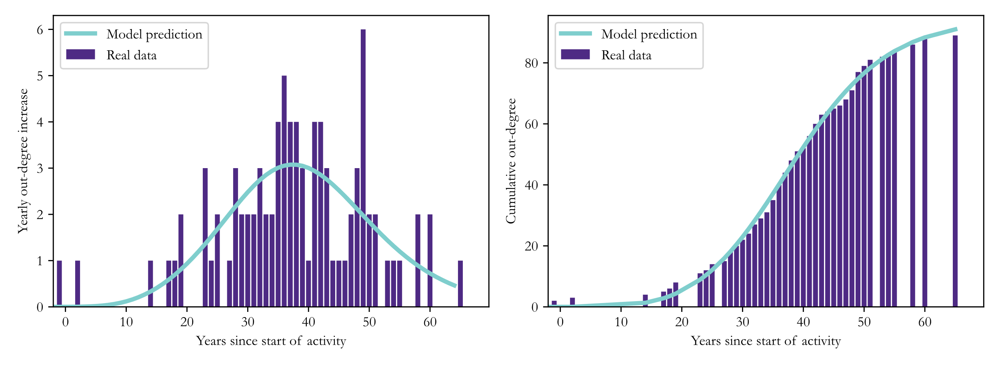 Model prediction
Real data
Yearly out-degree increase
6
5
4
3
2
1
0
0 10 20 30 40 50 60
Years since start of activity
Model prediction
Real data
Cumulative out-degree
80
60
40
20
0
0 10 20 30 40 50 60
Years since start of activity